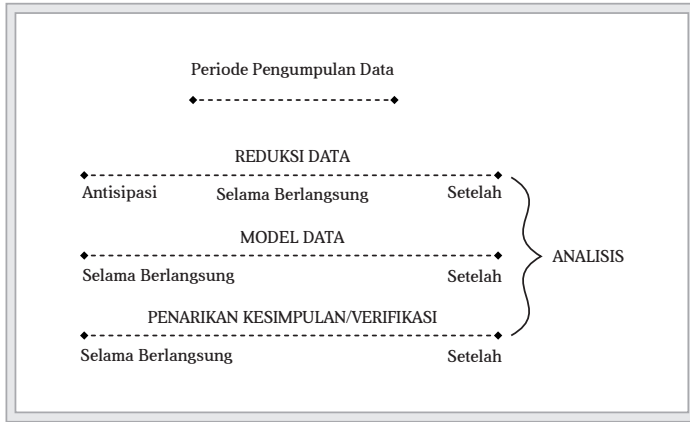 Periode Pengumpulan Data
REDUKSI DATA
Antisipasi Selama Berlangsung Setelah
MODEL DATA
Selama Berlangsung Setelah
ANALISIS
PENARIKAN KESIMPULAN/VERIFIKASI
Selama Berlangsung Setelah